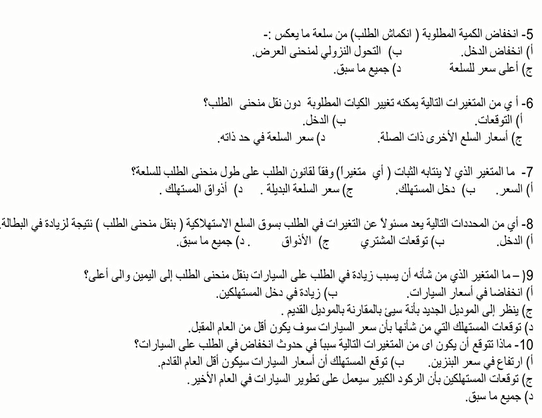 5- انخفاض الكمية المطلوبة ( انكماش الطلب) من سلعة ما يعكس :-
أ) انخفاض الدخل. ب) التحول النزولي لمنحنى العرض.
ج) أعلى سعر للسلعة د) جميع ما سبق.
6- أ ي من المتغيرات التالية يمكنه تغيير الكيات المطلوبة دون نقل منحنى الطلب؟
أ) التوقعات. ب) الدخل.
ج) أسعار السلع الأخرى ذات الصلة. د) سعر السلعة في حد ذاته.
7- ما المتغير الذي لا ينتابه الثبات ( أي متغيراً) وفقاً لقانون الطلب على طول منحنى الطلب للسلعة؟
أ) السعر. ب) دخل المستهلك. ج) سعر السلعة البديلة . د) أذواق المستهلك .
8- أي من المحددات التالية يعد مسئولاً عن التغيرات في الطلب بسوق السلع الاستهلاكية ( بنقل منحنى الطلب ) نتيجة لزيادة في البطالة.
أ) الدخل. ب) توقعات المشتري ج) الأذواق . د) جميع ما سبق.
9( – ما المتغير الذي من شأنه أن يسبب زيادة في الطلب على السيارات بنقل منحنى الطلب إلى اليمين والى أعلى؟
أ) انخفاضا في أسعار السيارات. ب) زيادة في دخل المستهلكين.
ج) ينظر إلى الموديل الجديد بأنة سيئ بالمقارنة بالموديل القديم .
د) توقعات المستهلك التي من شأنها بأن سعر السيارات سوف يكون أقل من العام المقبل.
10- ماذا تتوقع أن يكون اى من المتغيرات التالية سببا في حدوث انخفاض في الطلب على السيارات؟
أ) ارتفاع في سعر البنزين. ب) توقع المستهلك أن أسعار السيارات سيكون أقل العام القادم.
ج) توقعات المستهلكين بأن الركود الكبير سيعمل على تطوير السيارات في العام الأخير.
د) جميع ما سبق.